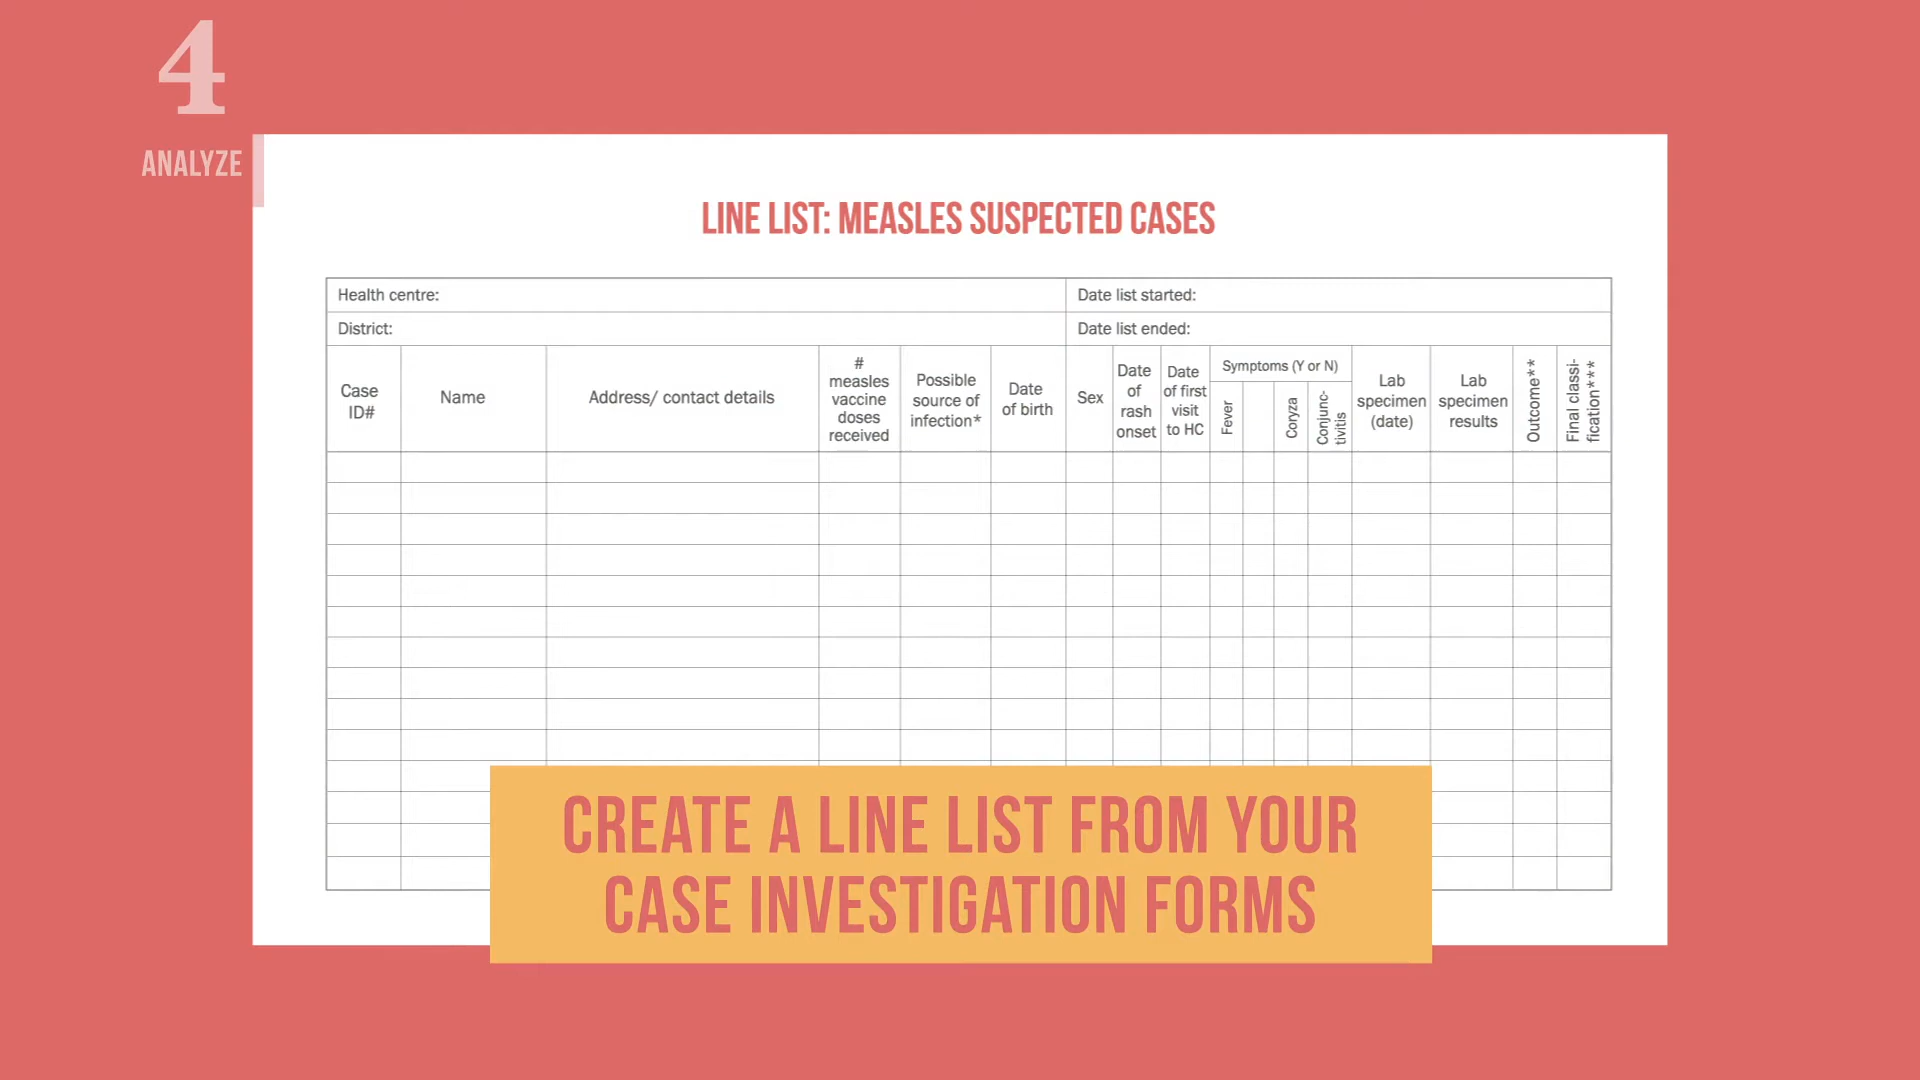 4
ANALYZE
LINE LIST: MEASLES SUSPECTED CASES
Health centre:
Date list started:
District:
Date list ended:
Case
ID#
Name
Address/ contact details
#
measles
vaccine
doses
received
Possible
source of
infection*
Date
of birth
Sex
Date
of
rash
onset
Date
of first
visit
to HC
Symptoms (Y or N)
Fever
Coryza
Conjunc-
tivitis
Lab
specimen
(date)
Lab
specimen
results
Outcome**
Final classi-
fication***
CREATE A LINE LIST FROM YOUR
CASE INVESTIGATION FORMS